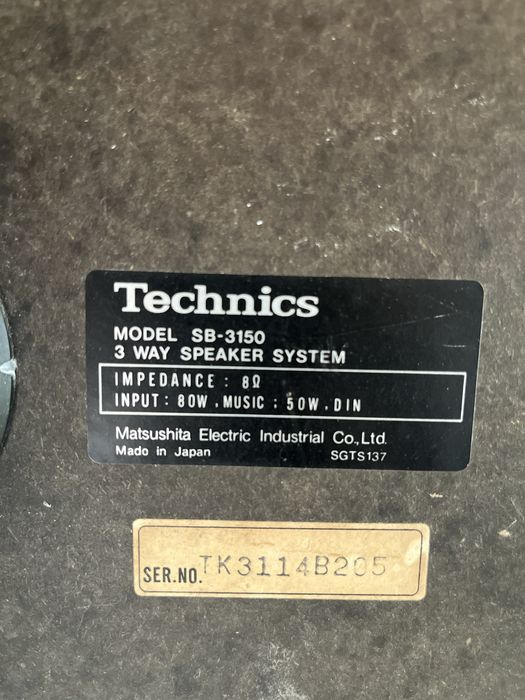 Technics
MODEL SB-3150
3 WAY SPEAKER SYSTEM
IMPEDANCE : 8Ω
INPUT : 80W . MUSIC ; 50W . DIN
Matsushita Electric Industrial Co., Ltd.
Made in Japan SGTS137
SER.NO. TK3114B205